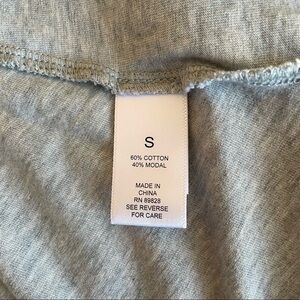 S
60% COTTON
40% MODAL
MADE IN
CHINA
RN 89828
SEE REVERSE
FOR CARE